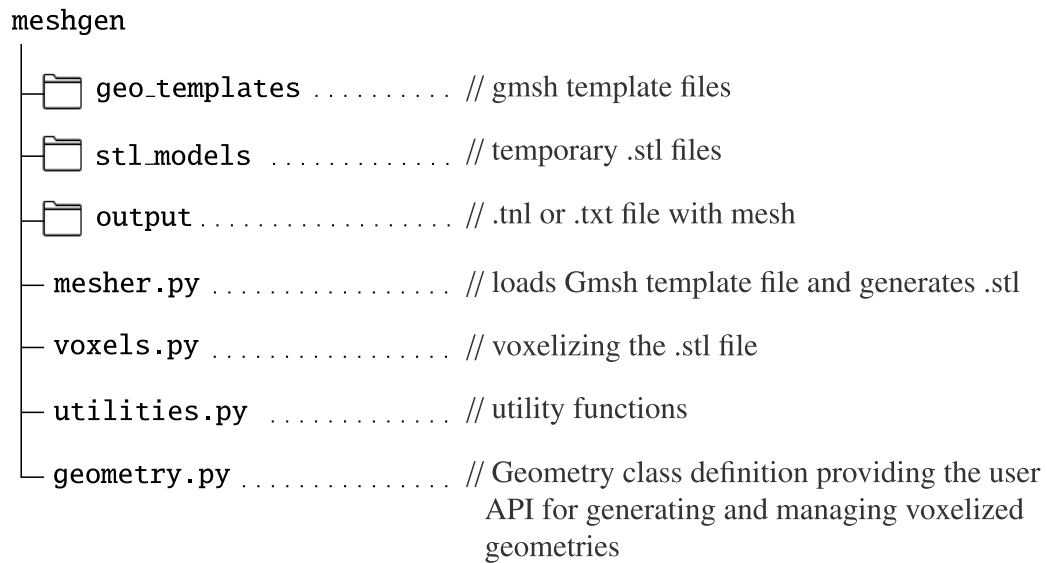 meshgen
geo_templates .......... // gmsh template files
stl_models ............. // temporary .stl files
output .................. // .tnl or .txt file with mesh
mesher.py ................. // loads Gmsh template file and generates .stl
voxels.py ................. // voxelizing the .stl file
utilities.py ............. // utility functions
geometry.py ............... // Geometry class definition providing the user
API for generating and managing voxelized
geometries